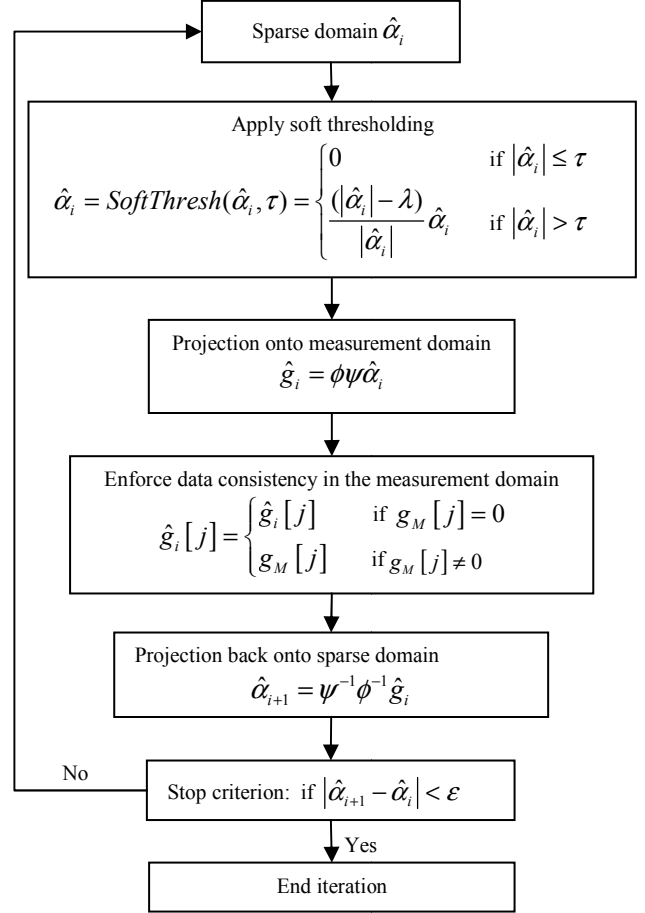 Sparse domain α̂ᵢ
Apply soft thresholding
α̂ᵢ = SoftThresh(α̂ᵢ, τ) = { 0 if |α̂ᵢ| ≤ τ
(|α̂ᵢ| − λ) / |α̂ᵢ| α̂ᵢ if |α̂ᵢ| > τ
Projection onto measurement domain
ĝᵢ = ϕψα̂ᵢ
Enforce data consistency in the measurement domain
ĝᵢ[j] = { ĝᵢ[j] if g_M[j] = 0
g_M[j] if g_M[j] ≠ 0
Projection back onto sparse domain
α̂ᵢ₊₁ = ψ⁻¹ϕ⁻¹ĝᵢ
No
Stop criterion: if |α̂ᵢ₊₁ − α̂ᵢ| < ε
Yes
End iteration